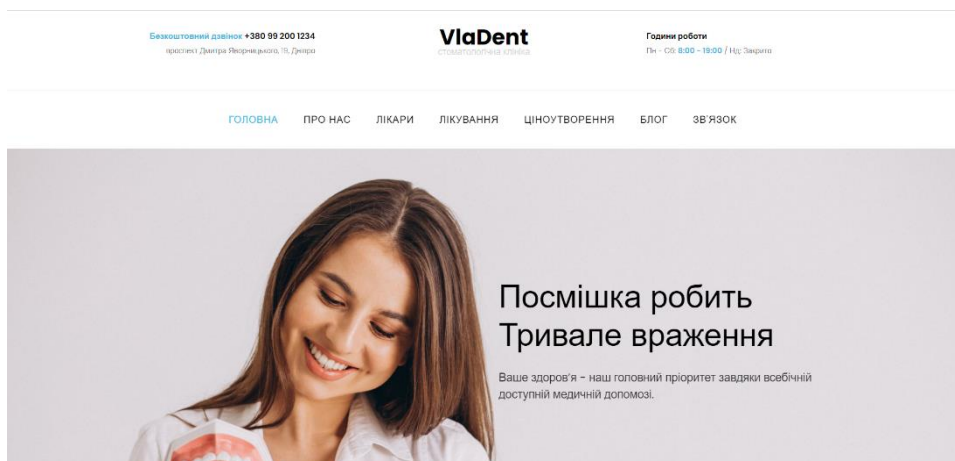 Безкоштовний дзвінок +380 99 200 1234
проспект Дмитра Яворницького, 19, Дніпро
VlaDent
стоматологічна клініка
Години роботи
Пн - Сб: 8:00 - 19:00 / Нд: Закрито
ГОЛОВНА ПРО НАС ЛІКАРИ ЛІКУВАННЯ ЦІНОУТВОРЕННЯ БЛОГ ЗВ'ЯЗОК
Посмішка робить
Тривале враження
Ваше здоров'я - наш головний пріоритет завдяки всебічній
доступній медичній допомозі.